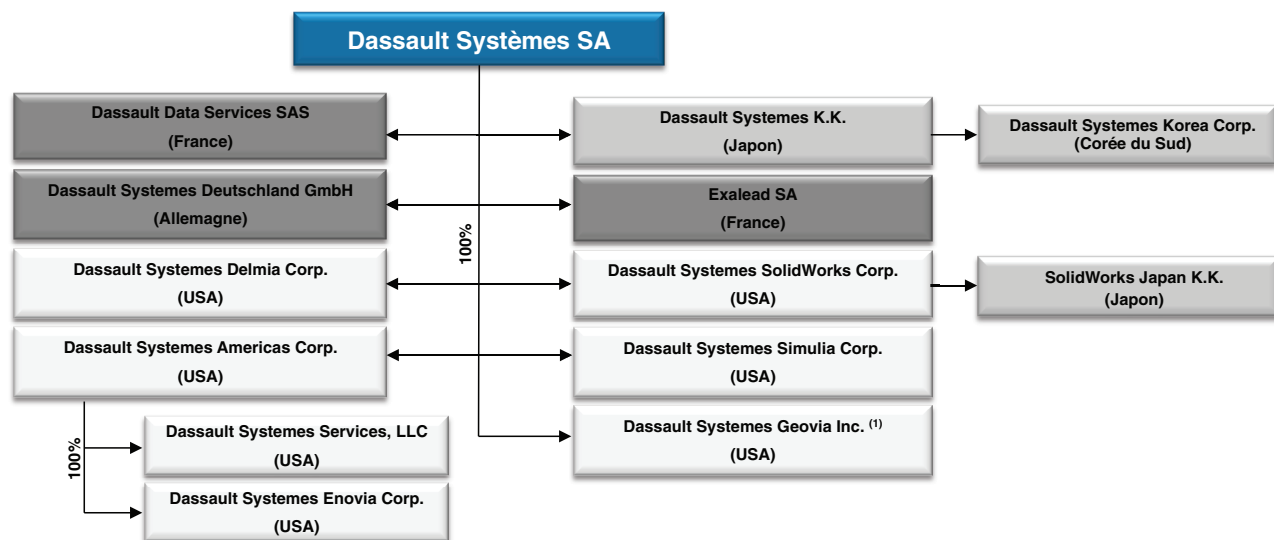 Dassault Systèmes SA
Dassault Data Services SAS
(France)
Dassault Systemes K.K.
(Japon)
Dassault Systemes Korea Corp.
(Corée du Sud)
Dassault Systemes Deutschland GmbH
(Allemagne)
Exalead SA
(France)
100%
Dassault Systemes Delmia Corp.
(USA)
Dassault Systemes SolidWorks Corp.
(USA)
SolidWorks Japan K.K.
(Japon)
Dassault Systemes Americas Corp.
(USA)
Dassault Systemes Simulia Corp.
(USA)
Dassault Systemes Geovia Inc. (1)
(USA)
100%
Dassault Systemes Services, LLC
(USA)
Dassault Systemes Enovia Corp.
(USA)